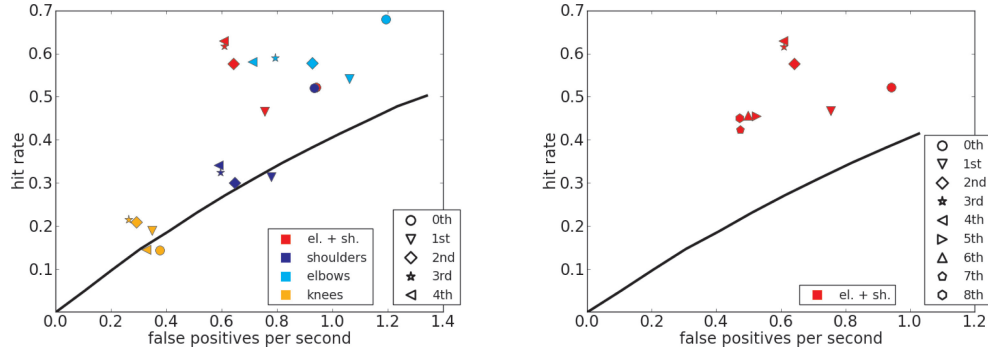 0.7
0.6
0.5
0.4
0.3
0.2
0.1
hit rate
0.0
0.2
0.4
0.6
0.8
1.0
1.2
1.4
false positives per second
el. + sh.
shoulders
elbows
knees
0th
1st
2nd
3rd
4th
0.7
0.6
0.5
0.4
0.3
0.2
0.1
hit rate
0.0
0.2
0.4
0.6
0.8
1.0
1.2
false positives per second
el. + sh.
0th
1st
2nd
3rd
4th
5th
6th
7th
8th